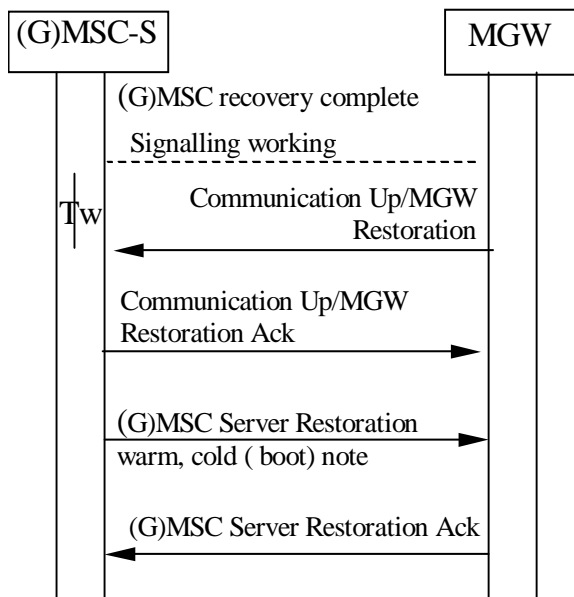 (G)MSC-S
MGW
(G)MSC recovery complete
Signalling working
Tw
Communication Up/MGW
Restoration
Communication Up/MGW
Restoration Ack
(G)MSC Server Restoration
warm, cold ( boot) note
(G)MSC Server Restoration Ack